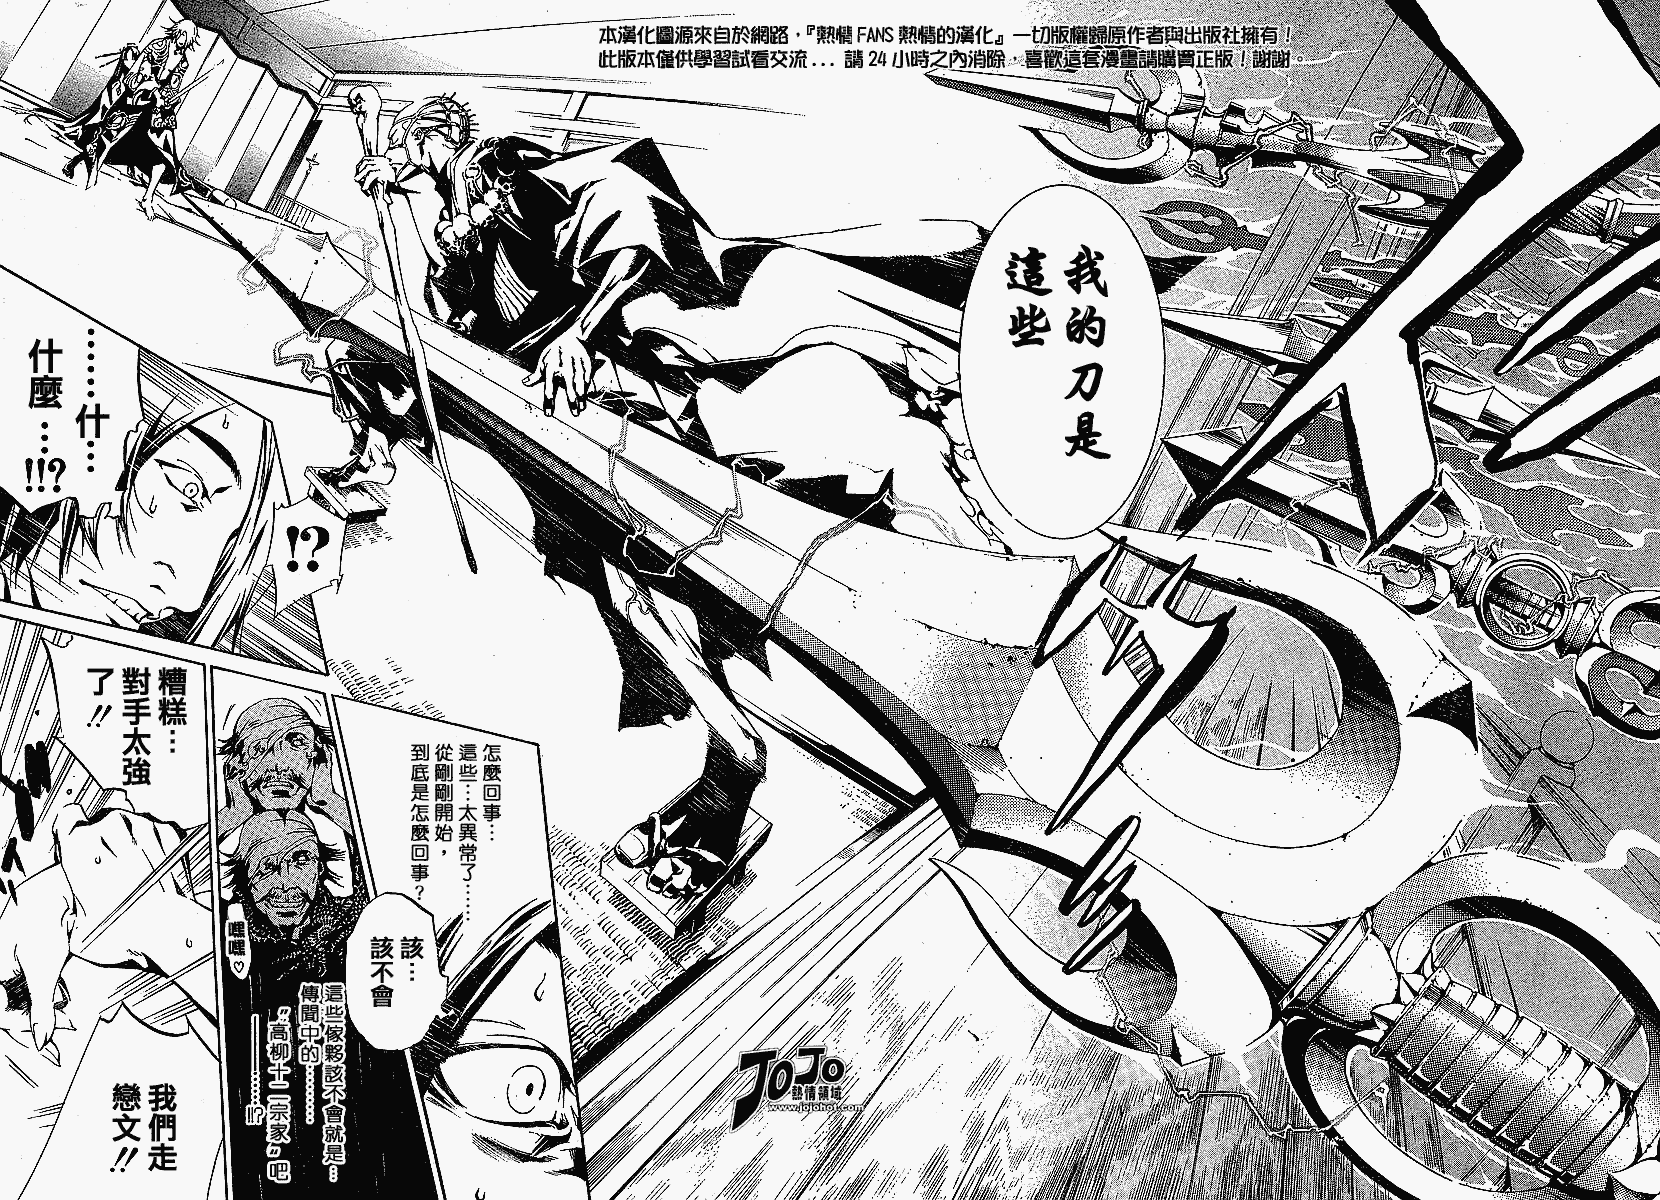 本漢化圖源來自於網路，『熱情FANS熱情的漢化』一切版權歸原作者與出版社擁有！
此版本僅供學習試看交流...請24小時之內消除，喜歡這套漫畫請購買正版！謝謝。
我的刀是
這些
!?
………什…
什麼…!!?
怎麼回事…
這些…太異常了……
從剛剛開始，
到底是怎麼回事？
該…
該不會
這些傢夥該不會就是…
傳聞中的…………
〝高柳十二宗家〞吧
————………!!?
嘿嘿♡
糟糕…
對手太強
了!!
我們走
戀文!!
JOJO
熱情領域
www.jojohot.com